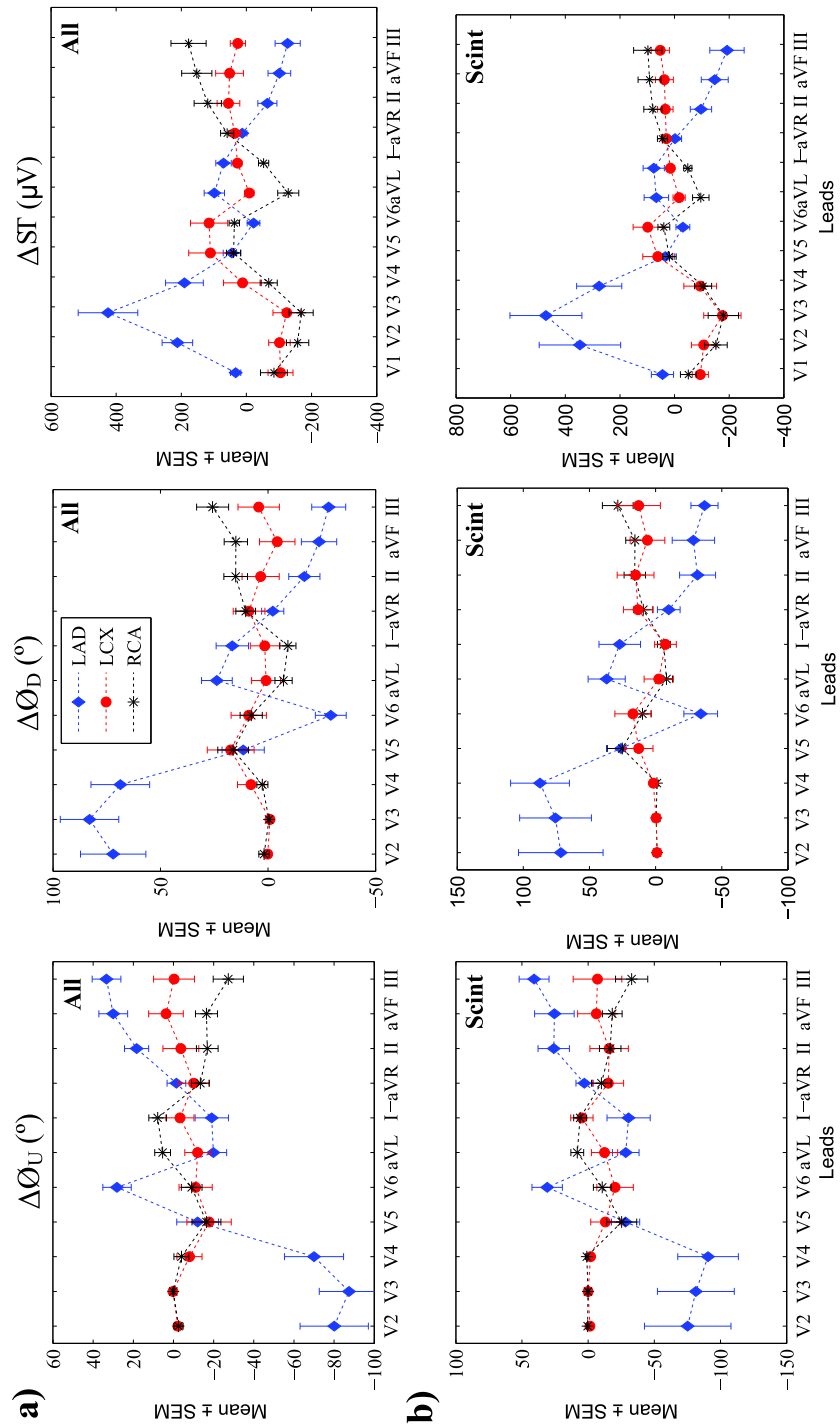 a)
ΔØU (º)
All
Mean ± SEM
60
40
20
0
−20
−40
−60
−80
−100
V2 V3 V4 V5 V6 aVL I −aVR II aVF III
ΔØD (º)
All
LAD
LCX
RCA
Mean ± SEM
100
50
0
−50
V2 V3 V4 V5 V6 aVL I −aVR II aVF III
ΔST (μV)
All
Mean ± SEM
600
400
200
0
−200
−400
V1 V2 V3 V4 V5 V6aVL I −aVR II aVF III
b)
Scint
Mean ± SEM
100
50
0
−50
−100
−150
V2 V3 V4 V5 V6 aVL I −aVR II aVF III
Leads
Scint
Mean ± SEM
150
100
50
0
−50
−100
V2 V3 V4 V5 V6 aVL I −aVR II aVF III
Leads
Scint
Mean ± SEM
800
600
400
200
0
−200
−400
V1 V2 V3 V4 V5 V6aVL I −aVR II aVF III
Leads